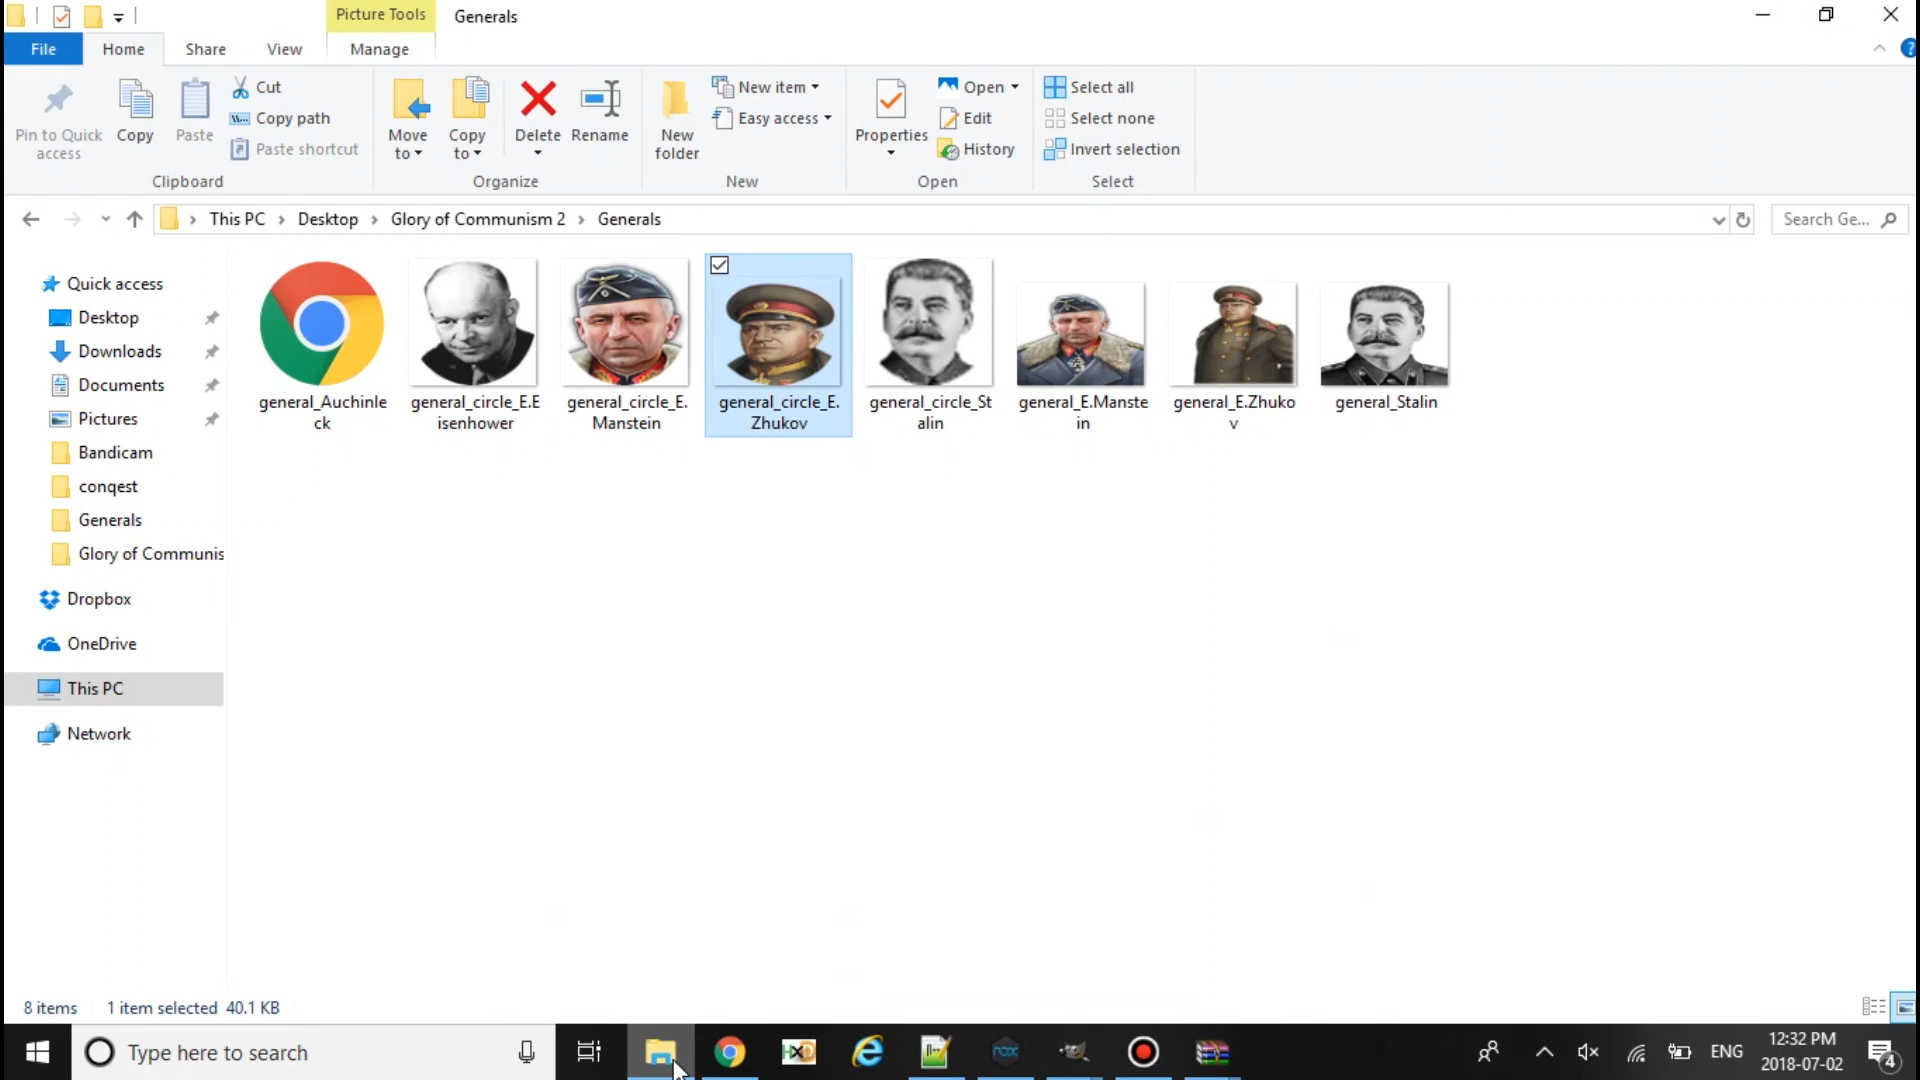 Picture Tools
Generals
File
Home
Share
View
Manage
Pin to Quick
access
Copy
Paste
Cut
Copy path
Paste shortcut
Clipboard
Move
to
Copy
to
Delete
Rename
Organize
New
folder
New item
Easy access
New
Properties
Open
Edit
History
Open
Select all
Select none
Invert selection
Select
This PC
Desktop
Glory of Communism 2
Generals
Search Ge...
Quick access
Desktop
Downloads
Documents
Pictures
Bandicam
conqest
Generals
Glory of Communis
Dropbox
OneDrive
This PC
Network
general_Auchinle
ck
general_circle_E.E
isenhower
general_circle_E.
Manstein
general_circle_E.
Zhukov
general_circle_St
alin
general_E.Manste
in
general_E.Zhuko
v
general_Stalin
8 items
1 item selected 40.1 KB
Type here to search
HXD
nox
ENG
12:32 PM
2018-07-02
4